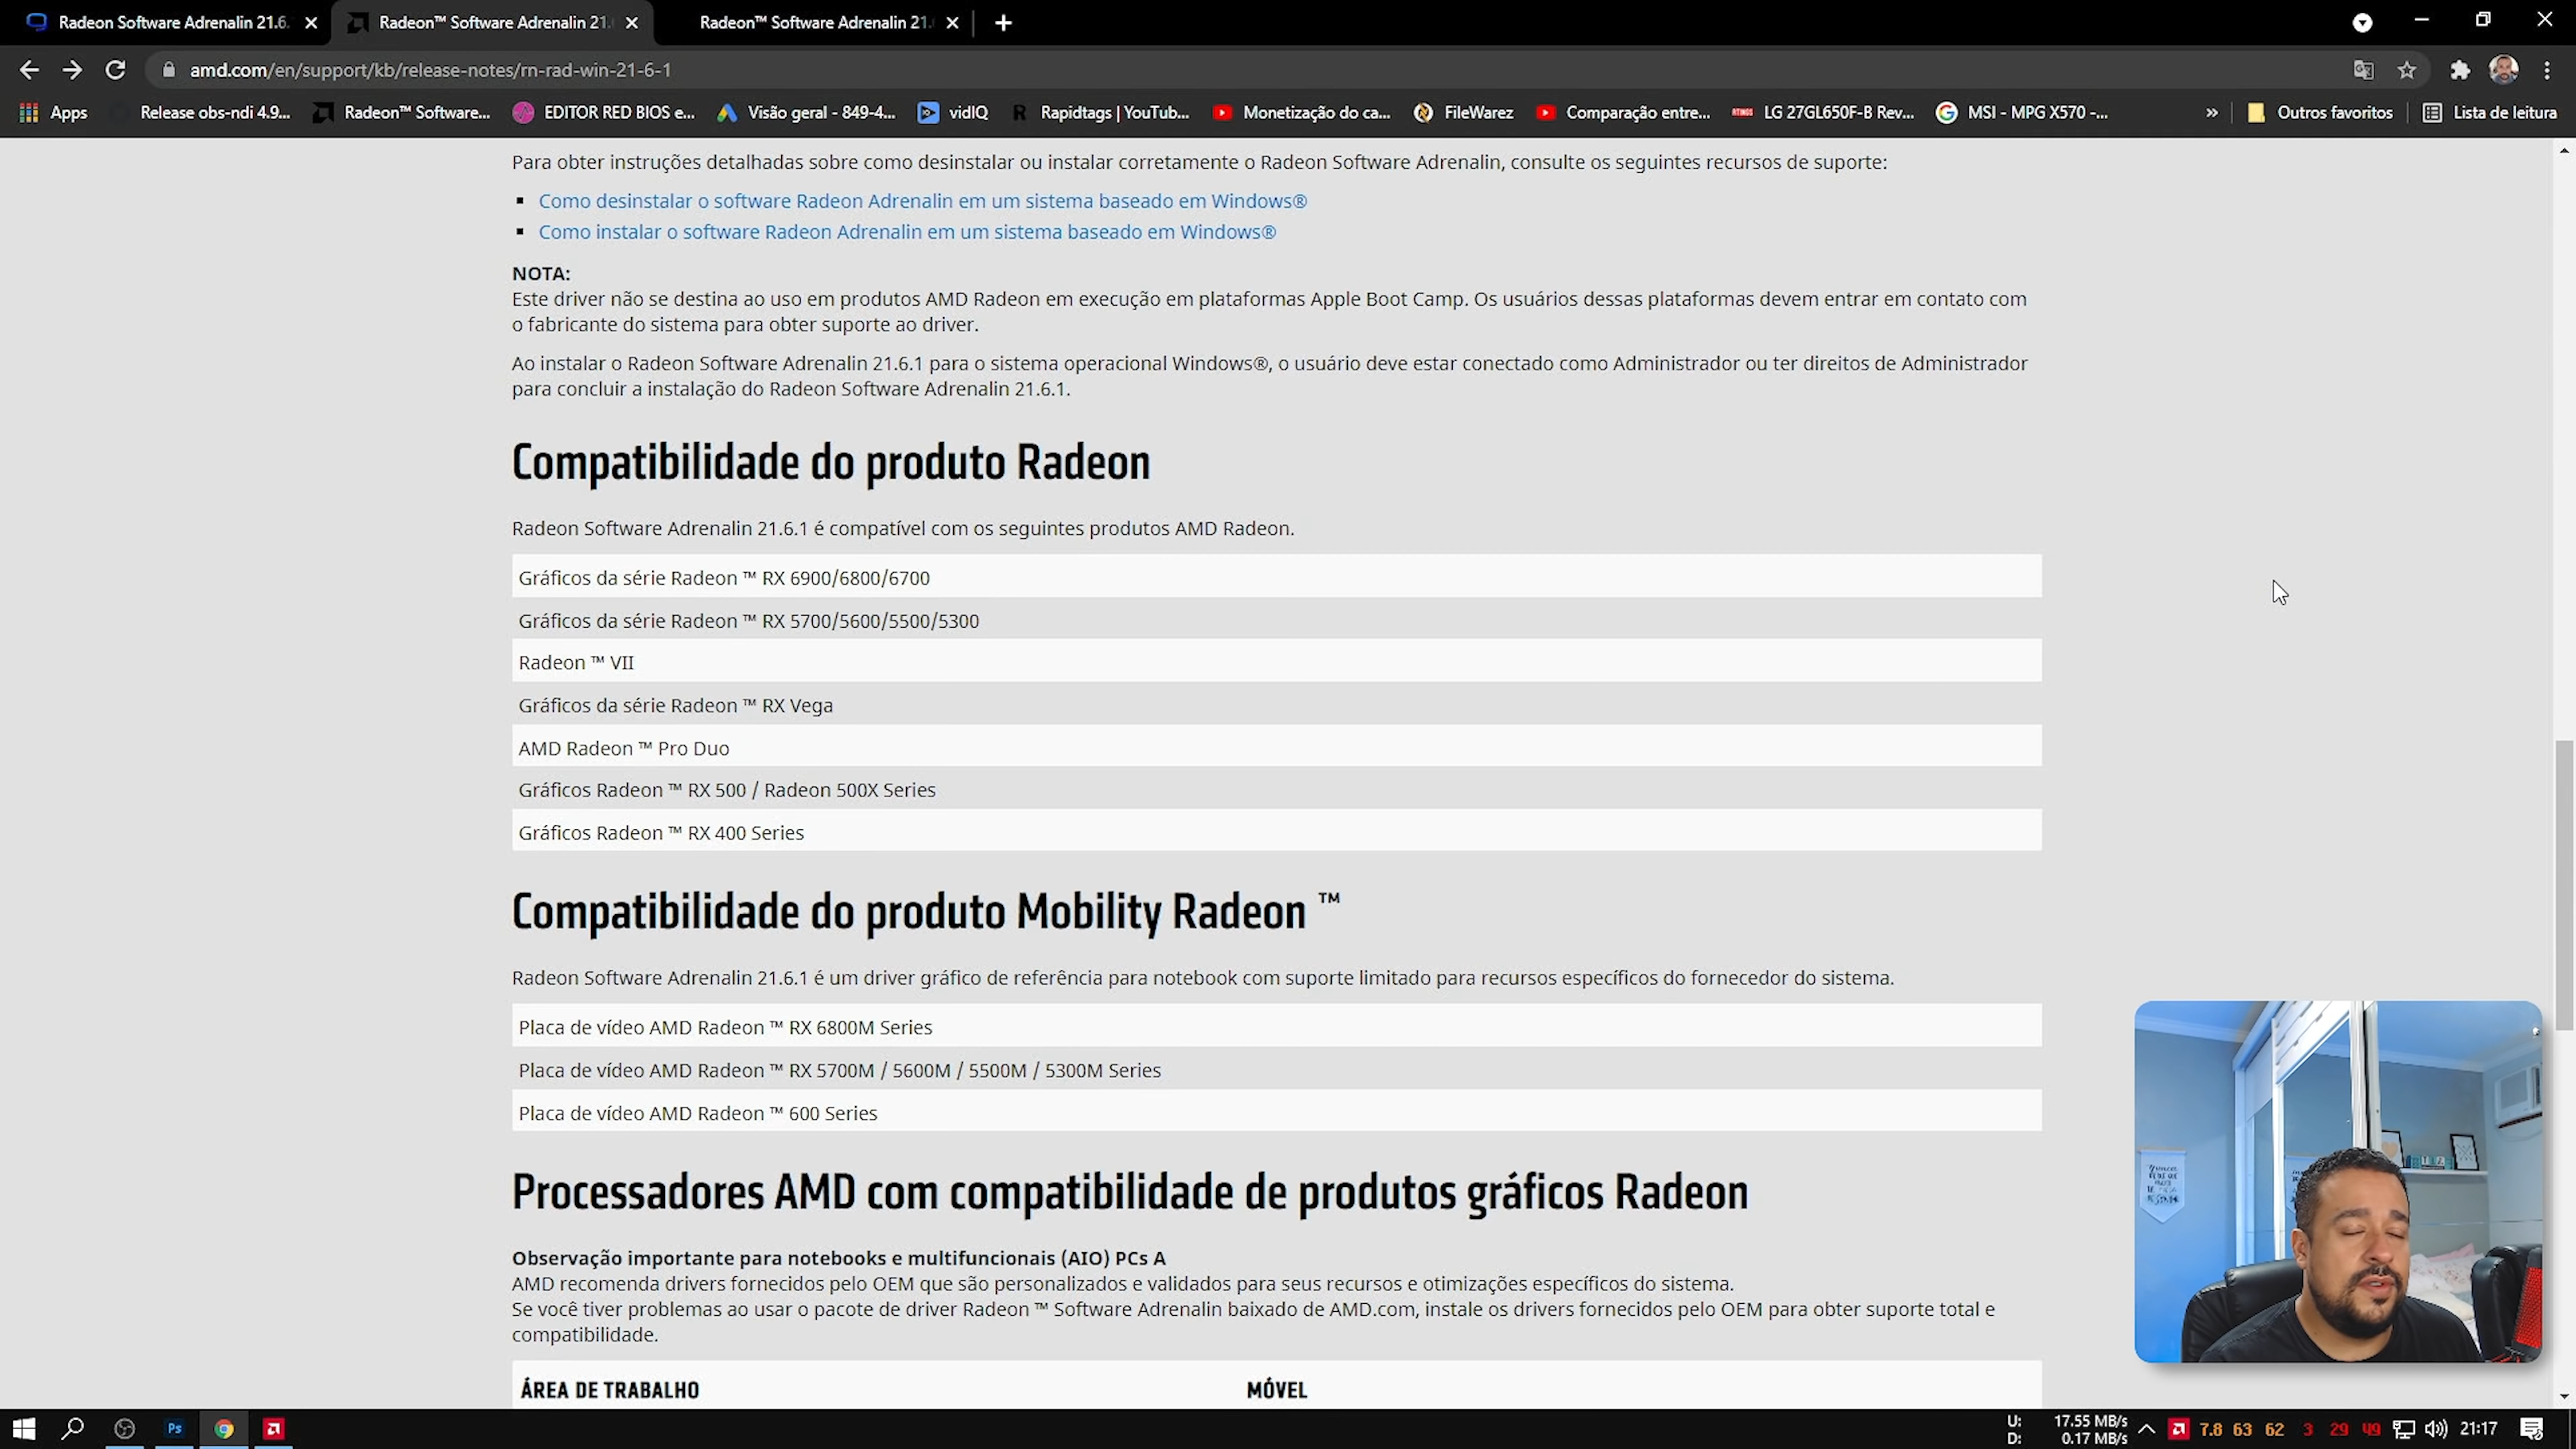 Radeon Software Adrenalin 21.6.
Radeon™ Software Adrenalin 21.
Radeon™ Software Adrenalin 21.
amd.com/en/support/kb/release-notes/rn-rad-win-21-6-1
Apps
Release obs-ndi 4.9...
Radeon™ Software...
EDITOR RED BIOS e...
Visão geral - 849-4...
vidIQ
Rapidtags | YouTub...
Monetização do ca...
FileWarez
Comparação entre...
LG 27GL650F-B Rev...
MSI - MPG X570 -...
»
Outros favoritos
Lista de leitura
Para obter instruções detalhadas sobre como desinstalar ou instalar corretamente o Radeon Software Adrenalin, consulte os seguintes recursos de suporte:
Como desinstalar o software Radeon Adrenalin em um sistema baseado em Windows®
Como instalar o software Radeon Adrenalin em um sistema baseado em Windows®
NOTA:
Este driver não se destina ao uso em produtos AMD Radeon em execução em plataformas Apple Boot Camp. Os usuários dessas plataformas devem entrar em contato com
o fabricante do sistema para obter suporte ao driver.
Ao instalar o Radeon Software Adrenalin 21.6.1 para o sistema operacional Windows®, o usuário deve estar conectado como Administrador ou ter direitos de Administrador
para concluir a instalação do Radeon Software Adrenalin 21.6.1.
Compatibilidade do produto Radeon
Radeon Software Adrenalin 21.6.1 é compatível com os seguintes produtos AMD Radeon.
Gráficos da série Radeon ™ RX 6900/6800/6700
Gráficos da série Radeon ™ RX 5700/5600/5500/5300
Radeon ™ VII
Gráficos da série Radeon ™ RX Vega
AMD Radeon ™ Pro Duo
Gráficos Radeon ™ RX 500 / Radeon 500X Series
Gráficos Radeon ™ RX 400 Series
Compatibilidade do produto Mobility Radeon ™
Radeon Software Adrenalin 21.6.1 é um driver gráfico de referência para notebook com suporte limitado para recursos específicos do fornecedor do sistema.
Placa de vídeo AMD Radeon ™ RX 6800M Series
Placa de vídeo AMD Radeon ™ RX 5700M / 5600M / 5500M / 5300M Series
Placa de vídeo AMD Radeon ™ 600 Series
Processadores AMD com compatibilidade de produtos gráficos Radeon
Observação importante para notebooks e multifuncionais (AIO) PCs A
AMD recomenda drivers fornecidos pelo OEM que são personalizados e validados para seus recursos e otimizações específicos do sistema.
Se você tiver problemas ao usar o pacote de driver Radeon ™ Software Adrenalin baixado de AMD.com, instale os drivers fornecidos pelo OEM para obter suporte total e
compatibilidade.
ÁREA DE TRABALHO MÓVEL
Ps
U: 17.55 MB/s
D: 0.17 MB/s
7.8 63 62 3 29 49
21:17